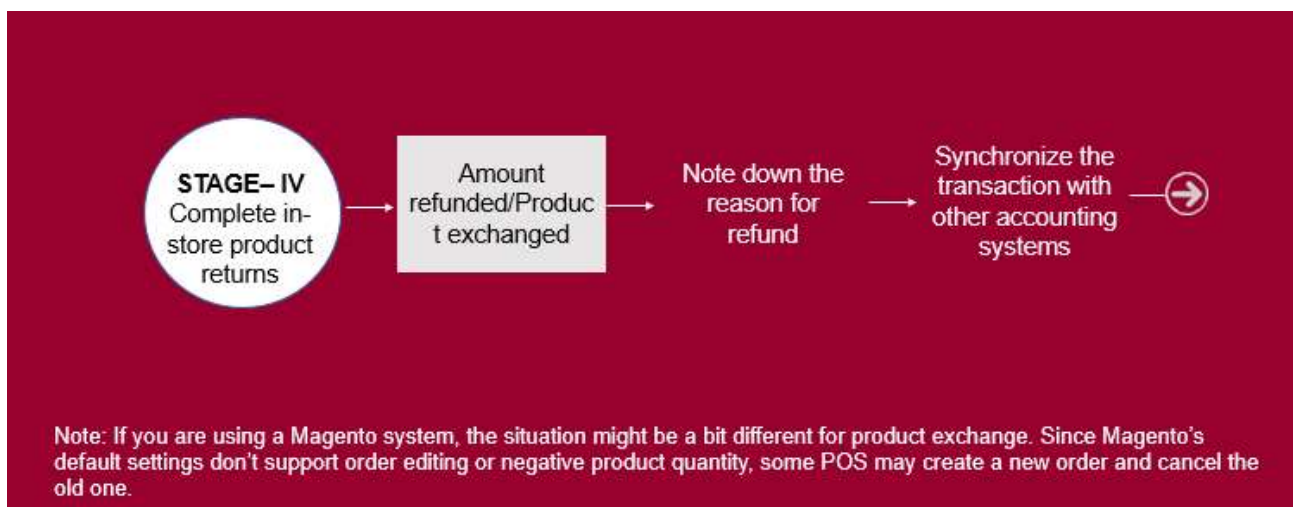 STAGE– IV
Complete in-
store product
returns
Amount
refunded/Produc
t exchanged
Note down the
reason for
refund
Synchronize the
transaction with
other accounting
systems
Note: If you are using a Magento system, the situation might be a bit different for product exchange. Since Magento's
default settings don't support order editing or negative product quantity, some POS may create a new order and cancel the
old one.